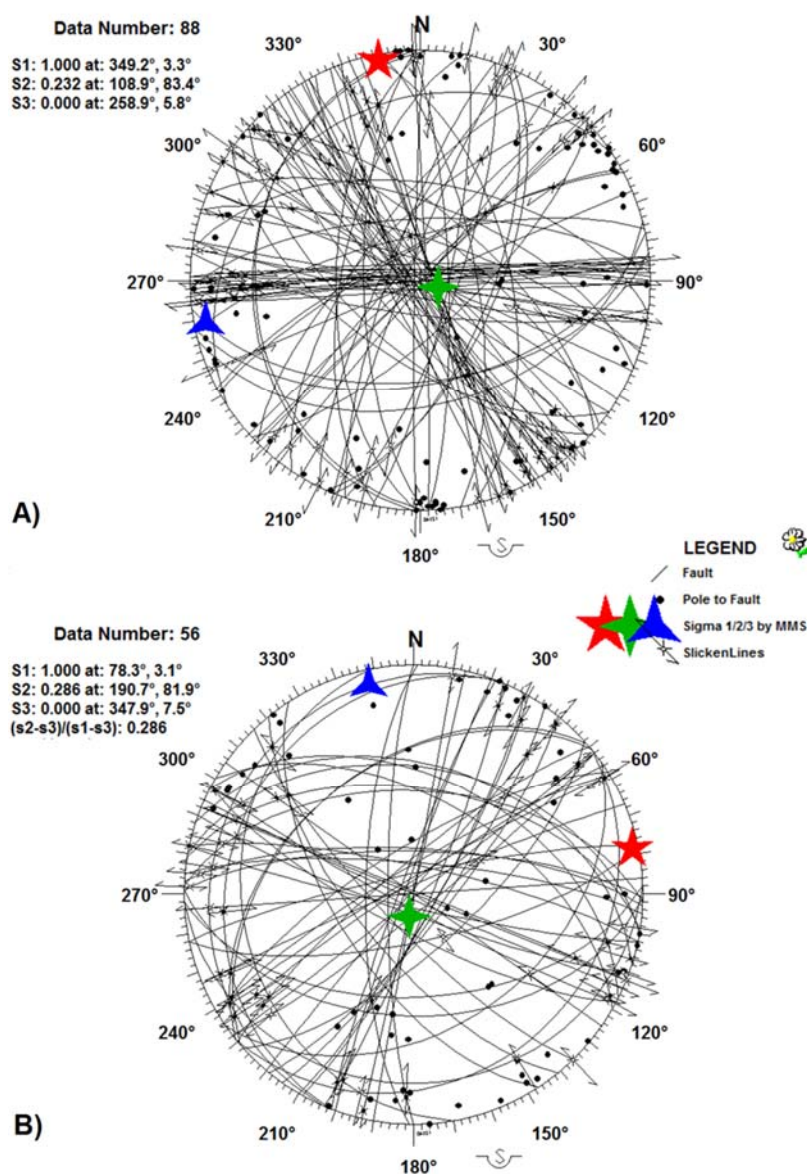 Data Number: 88
S1: 1.000 at: 349.2°, 3.3°
S2: 0.232 at: 108.9°, 83.4°
S3: 0.000 at: 258.9°, 5.8°
N
330°
30°
300°
60°
270°
90°
240°
120°
210°
150°
180°
S
A)
LEGEND
Fault
Pole to Fault
Sigma 1/2/3 by MMS
SlickenLines
Data Number: 56
S1: 1.000 at: 78.3°, 3.1°
S2: 0.286 at: 190.7°, 81.9°
S3: 0.000 at: 347.9°, 7.5°
(s2-s3)/(s1-s3): 0.286
N
330°
30°
300°
60°
270°
90°
240°
120°
210°
150°
180°
S
B)